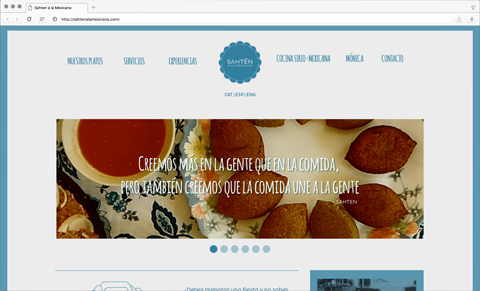 Sahten a la Mexicana
http://sahtenalamexicana.com/
NUESTROS PLATOS
SERVICIOS
EXPERIENCIAS
SAHTÉN
COCINA SIRIO-MEXICANA
MÓNICA
CONTACTO
CAT|ESP|ENG
CREEMOS MÁS EN LA GENTE QUE EN LA COMIDA,
PERO TAMBIÉN CREEMOS QUE LA COMIDA UNE A LA GENTE
SAHTEN
¿Debes preparar una fiesta y no sabes